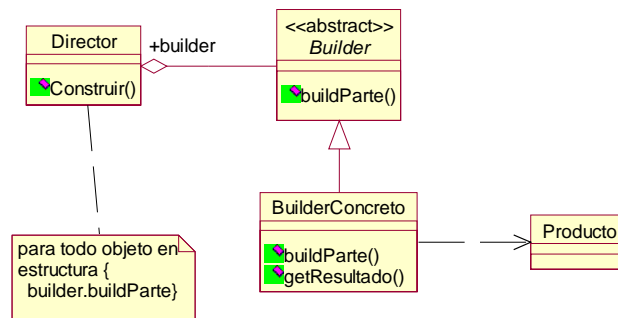 Director
Construir()
+builder
<<abstract>>
Builder
buildParte()
BuilderConcreto
buildParte()
getResultado()
Producto
para todo objeto en
estructura {
builder.buildParte}